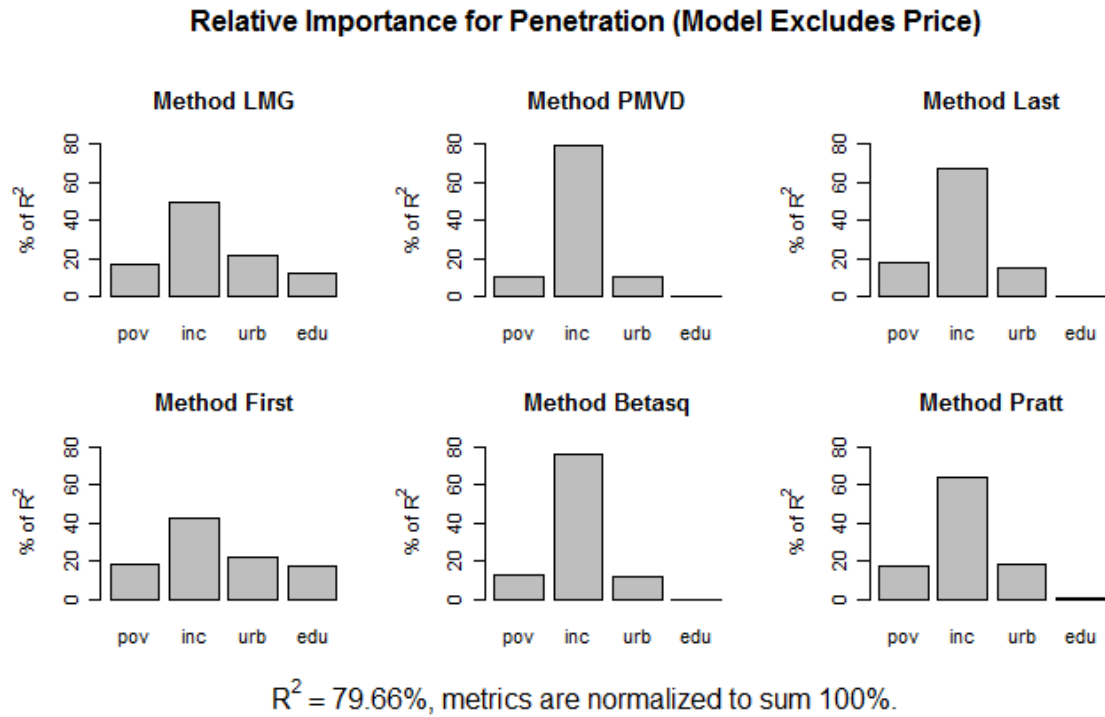 Relative Importance for Penetration (Model Excludes Price)
Method LMG
% of R²
0 20 40 60 80
pov inc urb edu
Method PMVD
% of R²
0 20 40 60 80
pov inc urb edu
Method Last
% of R²
0 20 40 60 80
pov inc urb edu
Method First
% of R²
0 20 40 60 80
pov inc urb edu
Method Betasq
% of R²
0 20 40 60 80
pov inc urb edu
Method Pratt
% of R²
0 20 40 60 80
pov inc urb edu
R² = 79.66%, metrics are normalized to sum 100%.